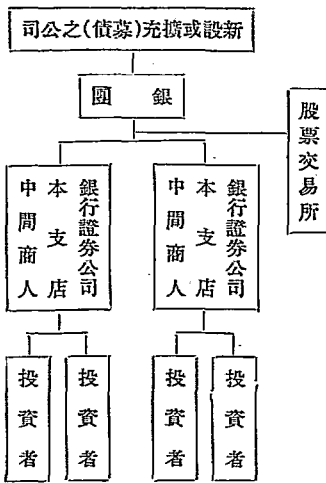 新設或擴充(募債)之公司
銀團
股票交易所
銀行證券公司
本支店
中間商人
銀行證券公司
本支店
中間商人
投資者
投資者
投資者
投資者